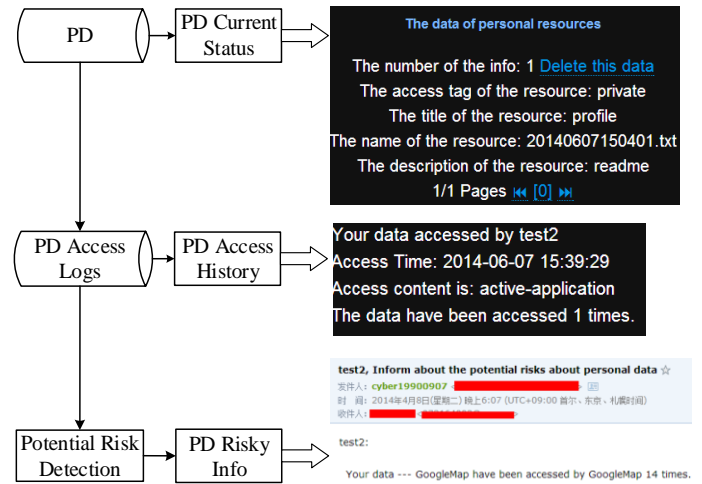 PD
PD Current
Status
The data of personal resources
The number of the info: 1 Delete this data
The access tag of the resource: private
The title of the resource: profile
The name of the resource: 20140607150401.txt
The description of the resource: readme
1/1 Pages ⏮ [0] ⏭
PD Access
Logs
PD Access
History
Your data accessed by test2
Access Time: 2014-06-07 15:39:29
Access content is: active-application
The data have been accessed 1 times.
Potential Risk
Detection
PD Risky
Info
test2, Inform about the potential risks about personal data ☆
发件人: cyber19900907
时 间: 2014年4月8日(星期二) 晚上6:07 (UTC+09:00 首尔、东京、札幌时间)
收件人:
test2:
Your data --- GoogleMap have been accessed by GoogleMap 14 times.